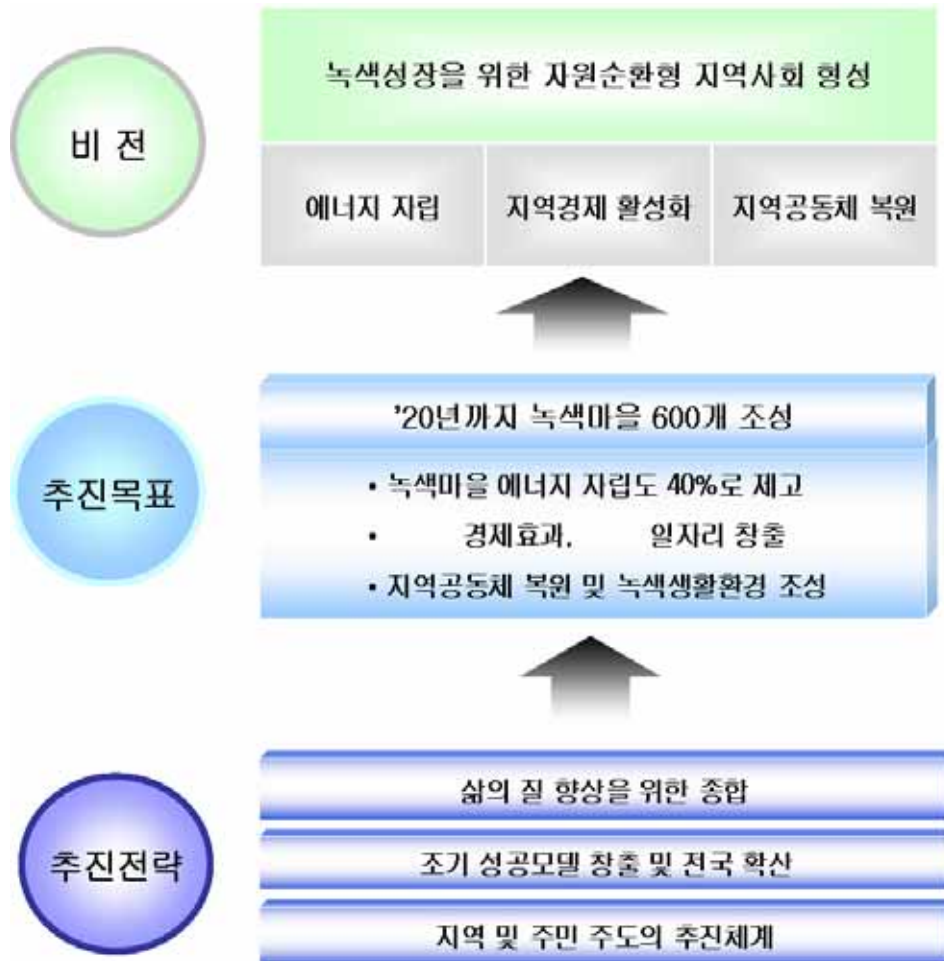 비 전
녹색성장을 위한 자원순환형 지역사회 형성
에너지 자립
지역경제 활성화
지역공동체 복원
추진목표
'20년까지 녹색마을 600개 조성
• 녹색마을 에너지 자립도 40%로 제고
• 경제효과, 일자리 창출
• 지역공동체 복원 및 녹색생활환경 조성
추진전략
삶의 질 향상을 위한 종합
조기 성공모델 창출 및 전국 확산
지역 및 주민 주도의 추진체계